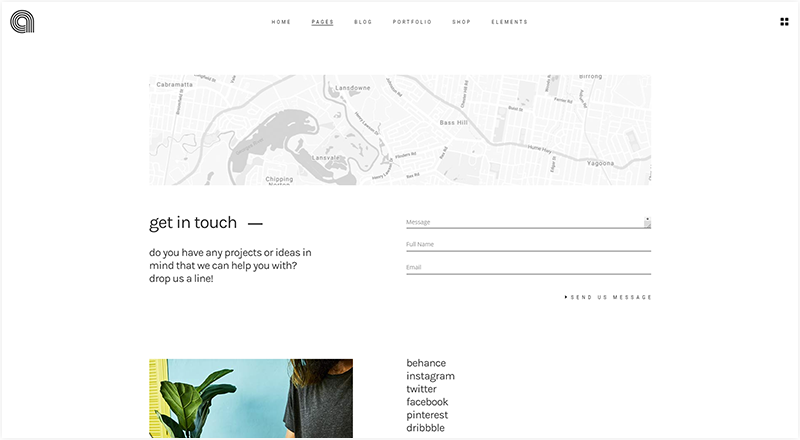 HOME PAGES BLOG PORTFOLIO SHOP ELEMENTS
Cabramatta
Lansdowne
Birrong
Bass Hill
Hume Hwy
Lansvale
Yagoona
Chipping
Norton
get in touch —
do you have any projects or ideas in
mind that we can help you with?
drop us a line!
Message
Full Name
Email
SEND US MESSAGE
behance
instagram
twitter
facebook
pinterest
dribbble